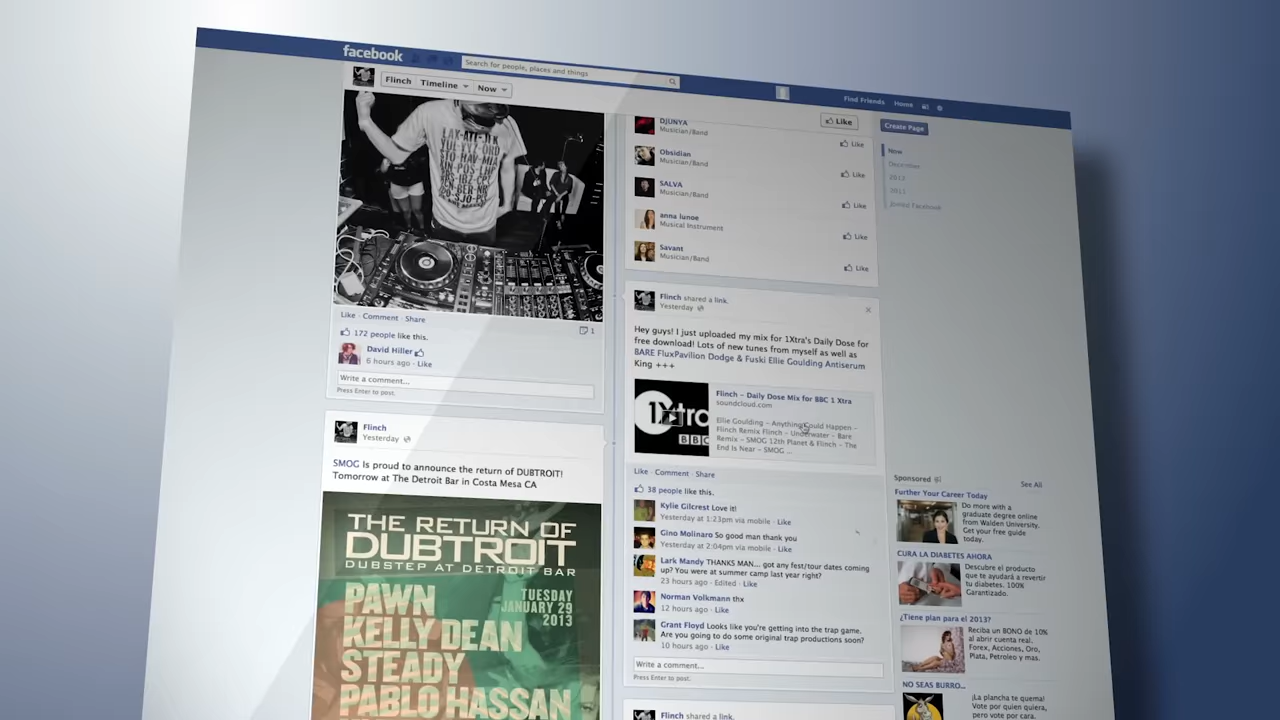 facebook
Search for people, places and things
Find Friends
Home
Flinch
Timeline
Now
Like · Comment · Share
1
172 people like this.
David Hiller
6 hours ago · Like
Write a comment...
Press Enter to post.
Flinch
Yesterday
SMOG Is proud to announce the return of DUBTROIT!
Tomorrow at The Detroit Bar in Costa Mesa CA
THE RETURN OF
DUBTROIT
DUBSTEP AT DETROIT BAR
TUESDAY
JANUARY 29
2013
PAWN
KELLY DEAN
STEADY
PABLO HASSAN
DJUNYA
Musician/Band
Like
Like
Obsidian
Musician/Band
Like
SALVA
Musician/Band
Like
anna lunoe
Musical Instrument
Like
Savant
Musician/Band
Like
Flinch shared a link.
Yesterday
Hey guys! I just uploaded my mix for 1Xtra's Daily Dose for
free download! Lots of new tunes from myself as well as
BARE FluxPavilion Dodge & Fuski Ellie Goulding Antiserum
King +++
1Xtra
BBC
Flinch - Daily Dose Mix for BBC 1 Xtra
soundcloud.com
Ellie Goulding - Anything Could Happen -
Flinch Remix Flinch - Underwater - Bare
Remix - SMOG 12th Planet & Flinch - The
End Is Near - SMOG ...
Like · Comment · Share
38 people like this.
Kylie Gilcrest Love it!
Yesterday at 1:23pm via mobile · Like
Gino Molinaro So good man thank you
Yesterday at 2:04pm via mobile · Like
Lark Mandy THANKS MAN... got any fest/tour dates coming
up? You were at summer camp last year right?
23 hours ago · Edited · Like
Norman Volkmann thx
12 hours ago · Like
Grant Floyd Looks like you're getting into the trap game.
Are you going to do some original trap productions soon?
10 hours ago · Like
Write a comment...
Press Enter to post.
Flinch shared a link.
Create Page
Now
December
2012
2011
Joined Facebook
Sponsored
See All
Further Your Career Today
Do more with a
graduate degree online
from Walden University.
Get your free guide
today.
CURA LA DIABETES AHORA
Descubre el producto
que te ayudará a revertir
tu diabetes. 100%
Garantizado.
¿Tiene plan para el 2013?
Reciba un BONO de 10%
al abrir cuenta real.
Forex, Acciones, Oro,
Plata, Petroleo y mas.
NO SEAS BURRO...
¡La plancha te quema!
Vote por quien quiera,
pero vote por cara.